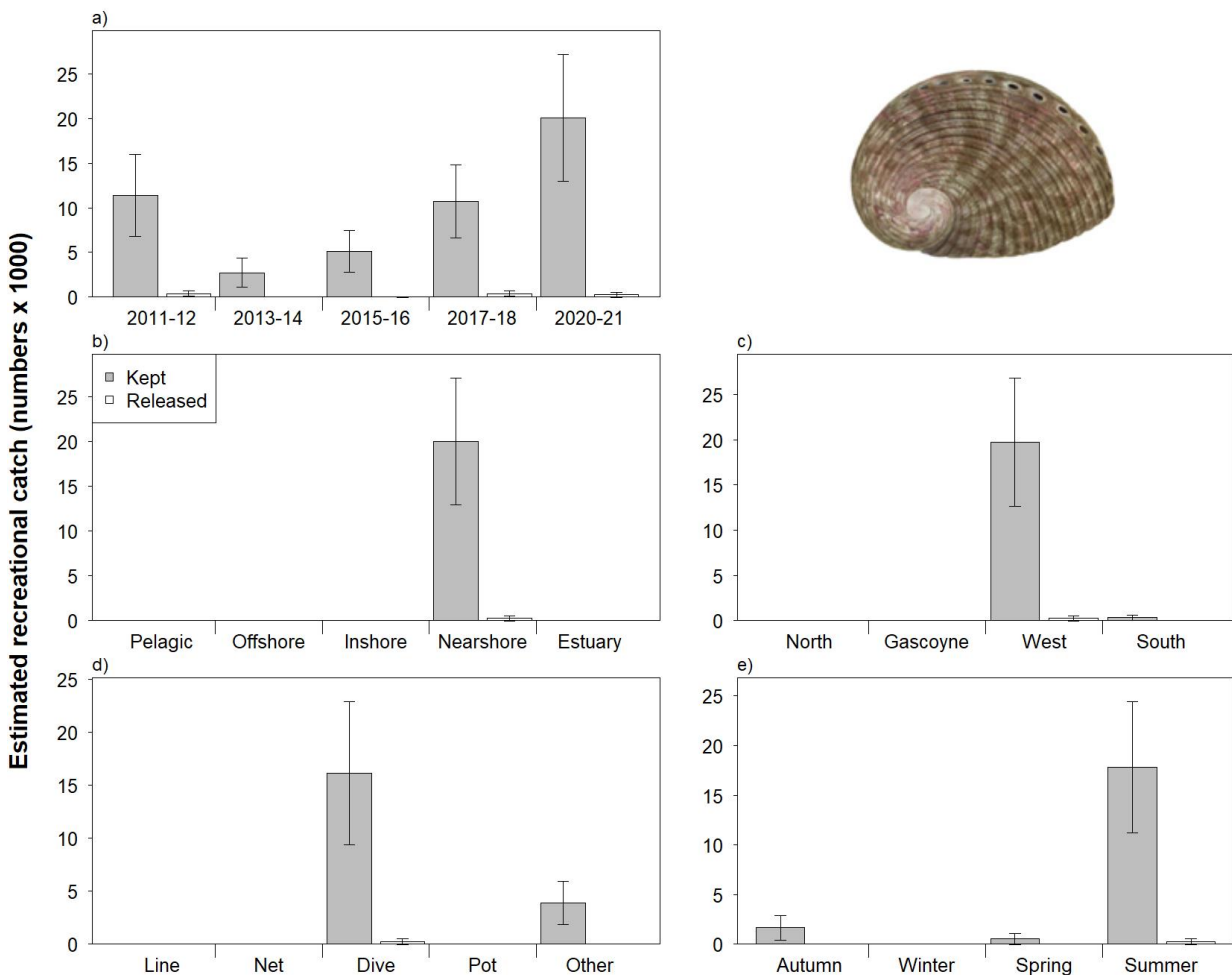 Estimated recreational catch (numbers x 1000)
a)
25
20
15
10
5
0
2011-12 2013-14 2015-16 2017-18 2020-21
b)
Kept
Released
25
20
15
10
5
0
Pelagic Offshore Inshore Nearshore Estuary
c)
25
20
15
10
5
0
North Gascoyne West South
d)
25
20
15
10
5
0
Line Net Dive Pot Other
e)
25
20
15
10
5
0
Autumn Winter Spring Summer